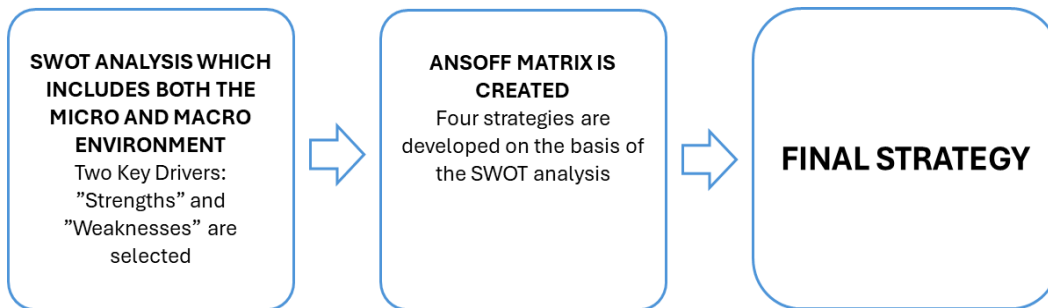 SWOT ANALYSIS WHICH
INCLUDES BOTH THE
MICRO AND MACRO
ENVIRONMENT
Two Key Drivers:
”Strengths” and
”Weaknesses” are
selected
ANSOFF MATRIX IS
CREATED
Four strategies are
developed on the basis of
the SWOT analysis
FINAL STRATEGY